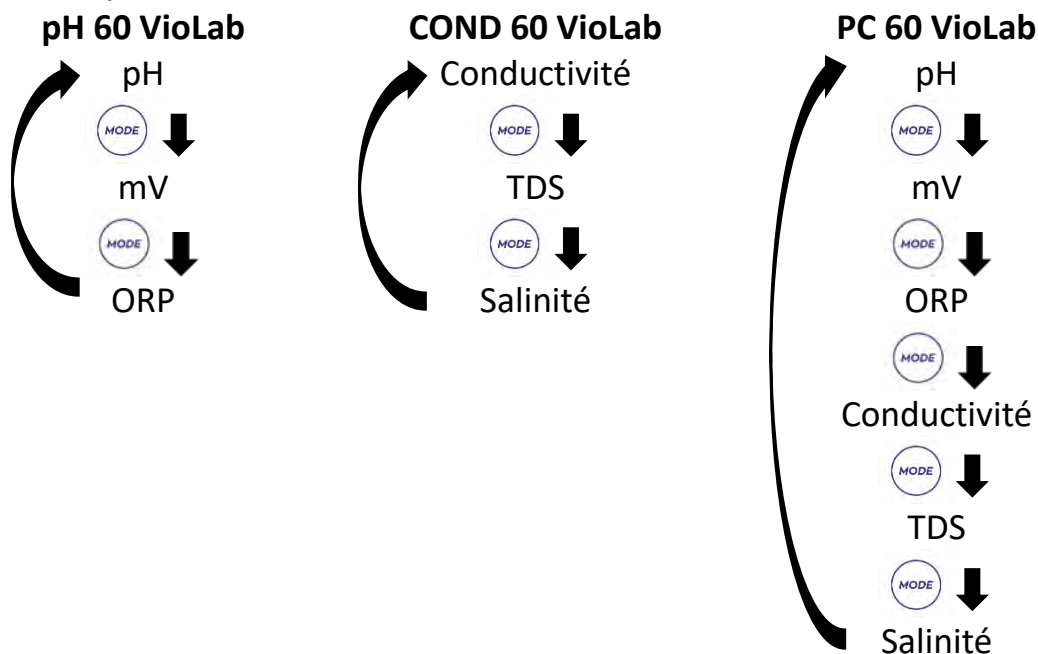 pH 60 VioLab
pH
MODE
mV
MODE
ORP
COND 60 VioLab
Conductivité
MODE
TDS
MODE
Salinité
PC 60 VioLab
pH
MODE
mV
MODE
ORP
MODE
Conductivité
MODE
TDS
MODE
Salinité